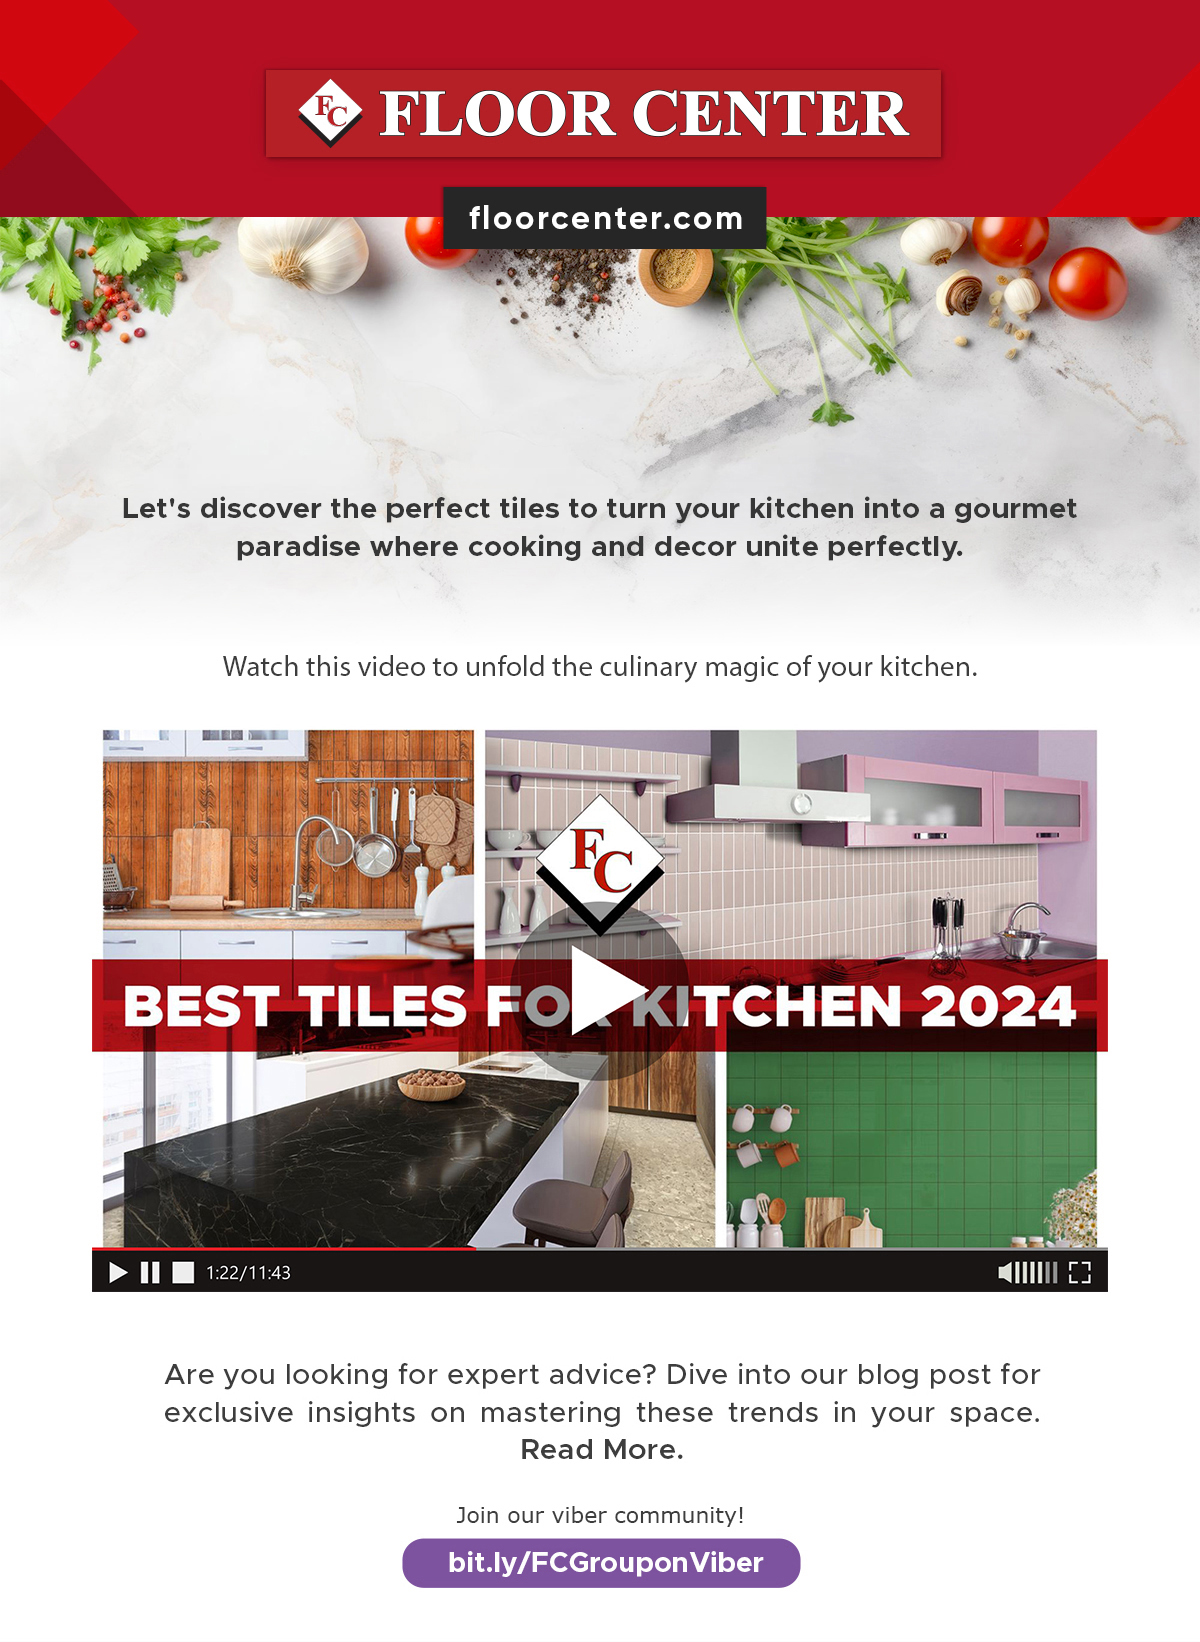 FC FLOOR CENTER
floorcenter.com
Let's discover the perfect tiles to turn your kitchen into a gourmet
paradise where cooking and decor unite perfectly.
Watch this video to unfold the culinary magic of your kitchen.
FC
BEST TILES FOR KITCHEN 2024
1:22/11:43
Are you looking for expert advice? Dive into our blog post for
exclusive insights on mastering these trends in your space.
Read More.
Join our viber community!
bit.ly/FCGrouponViber